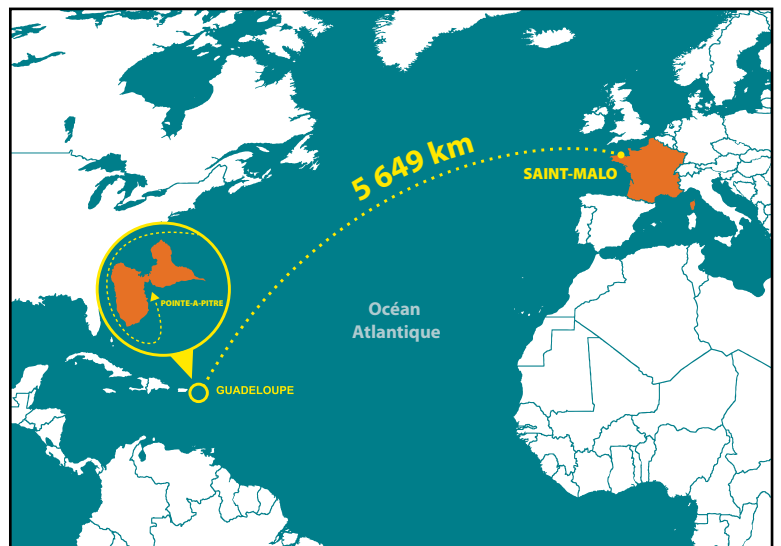 5 649 km
SAINT-MALO
POINTE-A-PITRE
Océan
Atlantique
GUADELOUPE